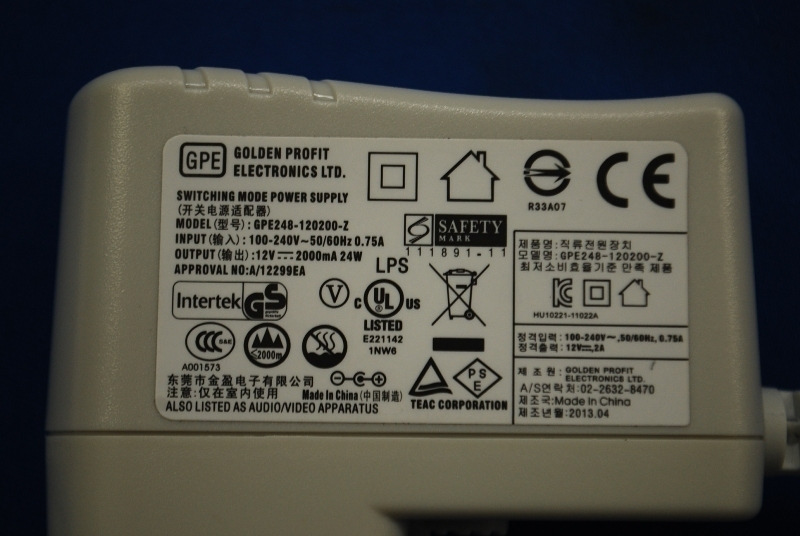 GPE GOLDEN PROFIT
ELECTRONICS LTD.
SWITCHING MODE POWER SUPPLY
(开关电源适配器)
MODEL(型号): GPE248-120200-Z
INPUT(输入): 100-240V~50/60Hz 0.75A
OUTPUT(输出): 12V⎓2000mA 24W
APPROVAL NO:A/12299EA
R33A07
CE
S SAFETY
MARK
111891-11
LPS
Intertek GS
geprüfte Sicherheit
Intertek
V
c UL US
LISTED
E221142
1NW6
CCC S&E
A001573
≤2000m
东莞市金盈电子有限公司
注意:仅在室内使用
Made in China(中国制造)
ALSO LISTED AS AUDIO/VIDEO APPARATUS
PSE
TEAC CORPORATION
제품명: 직류전원장치
모델명: GPE248-120200-Z
최저소비효율기준 만족 제품
HU10221-11022A
정격입력: 100-240V~,50/60Hz, 0.75A
정격출력: 12V⎓,2A
제조원: GOLDEN PROFIT
ELECTRONICS LTD.
A/S연락처:02-2632-8470
제조국:Made In China
제조년월:2013.04